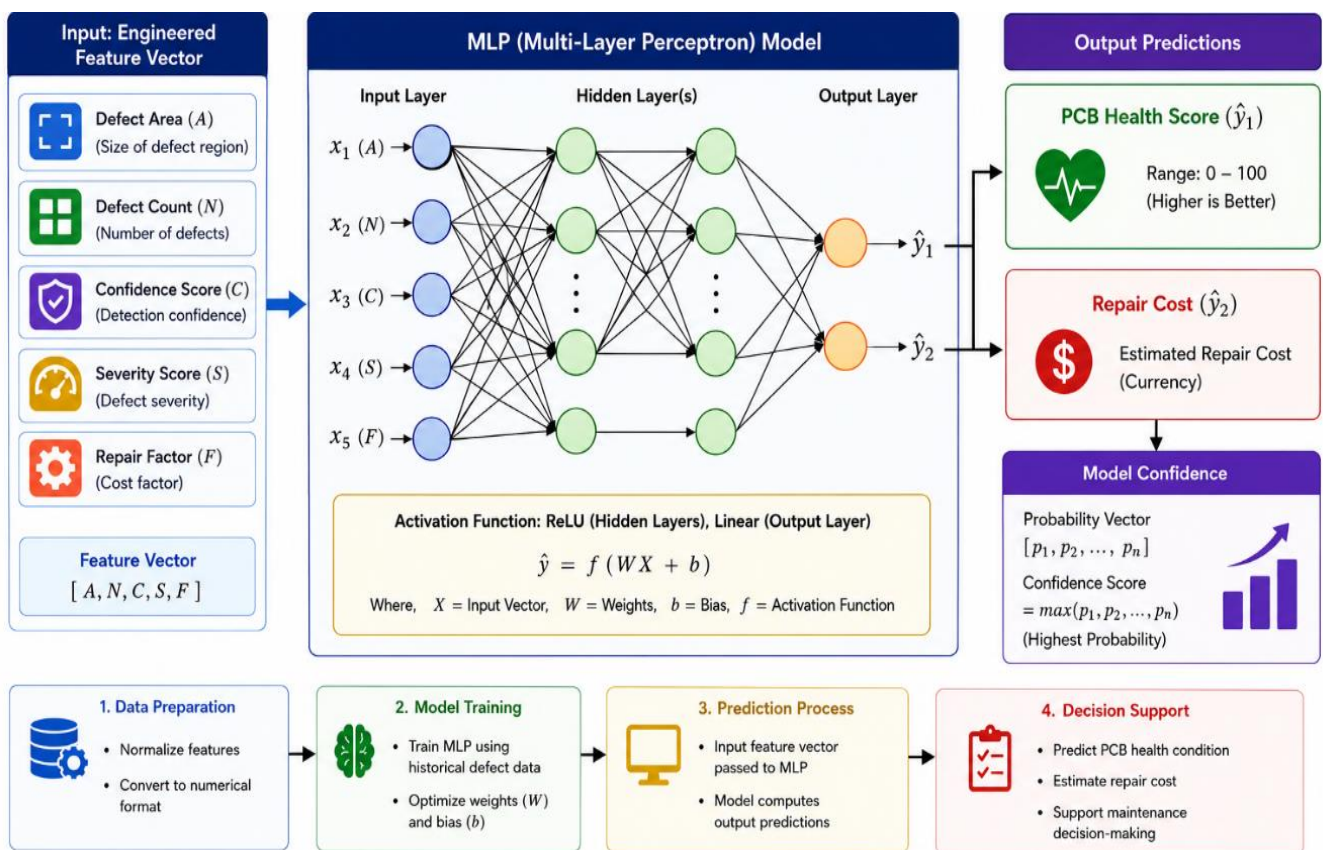 Input: Engineered
Feature Vector
Defect Area (A)
(Size of defect region)
Defect Count (N)
(Number of defects)
Confidence Score (C)
(Detection confidence)
Severity Score (S)
(Defect severity)
Repair Factor (F)
(Cost factor)
Feature Vector
[ A, N, C, S, F ]
MLP (Multi-Layer Perceptron) Model
Input Layer
Hidden Layer(s)
Output Layer
x₁ (A)
x₂ (N)
x₃ (C)
x₄ (S)
x₅ (F)
ŷ₁
ŷ₂
Activation Function: ReLU (Hidden Layers), Linear (Output Layer)
ŷ = f (WX + b)
Where, X = Input Vector, W = Weights, b = Bias, f = Activation Function
Output Predictions
PCB Health Score (ŷ₁)
Range: 0 – 100
(Higher is Better)
Repair Cost (ŷ₂)
$
Estimated Repair Cost
(Currency)
Model Confidence
Probability Vector
[p₁, p₂, ..., pₙ]
Confidence Score
= max(p₁, p₂, ..., pₙ)
(Highest Probability)
1. Data Preparation
• Normalize features
• Convert to numerical
format
2. Model Training
• Train MLP using
historical defect data
• Optimize weights (W)
and bias (b)
3. Prediction Process
• Input feature vector
passed to MLP
• Model computes
output predictions
4. Decision Support
• Predict PCB health condition
• Estimate repair cost
• Support maintenance
decision-making